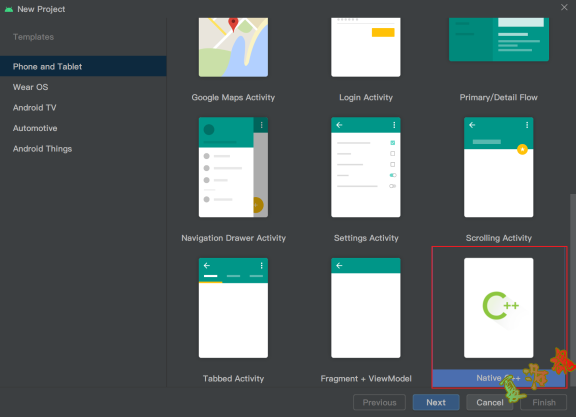 New Project
Templates
Phone and Tablet
Wear OS
Android TV
Automotive
Android Things
Google Maps Activity
Login Activity
Primary/Detail Flow
Navigation Drawer Activity
Settings Activity
Scrolling Activity
C++
Tabbed Activity
Fragment + ViewModel
Native C++
Previous
Next
Cancel
Finish